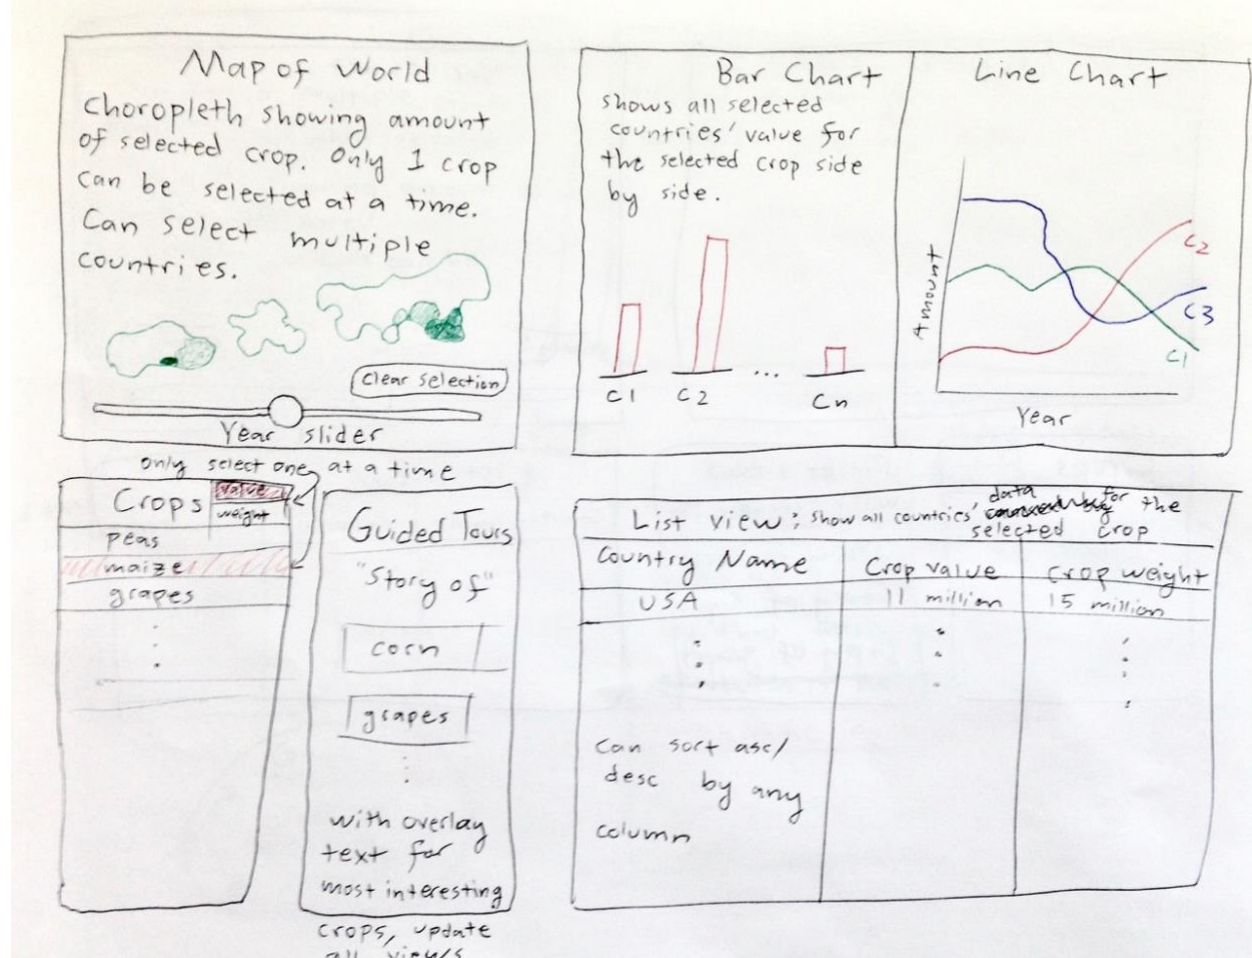 Map of World
Choropleth showing amount
of selected crop. Only 1 crop
can be selected at a time.
Can select multiple
countries.
Clear selection
Year slider
Bar Chart
shows all selected
countries' value for
the selected crop side
by side.
C1 C2 ... Cn
Line Chart
Amount
C2
C3
C1
Year
only select one at a time
Crops
value
weight
peas
maize
grapes
Guided Tours
"Story of"
corn
grapes
with overlay
text for
most interesting
crops, update
all views
List view: show all countries' data for the
selected crop
Country Name Crop value Crop weight
USA 11 million 15 million
Can sort asc/
desc by any
column